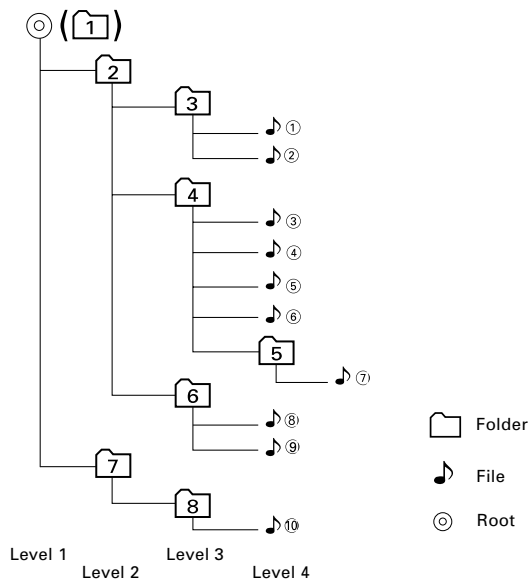 (1)
2
3
①
②
4
③
④
⑤
⑥
5
⑦
6
⑧
⑨
7
8
⑩
Folder
File
Root
Level 1
Level 2
Level 3
Level 4